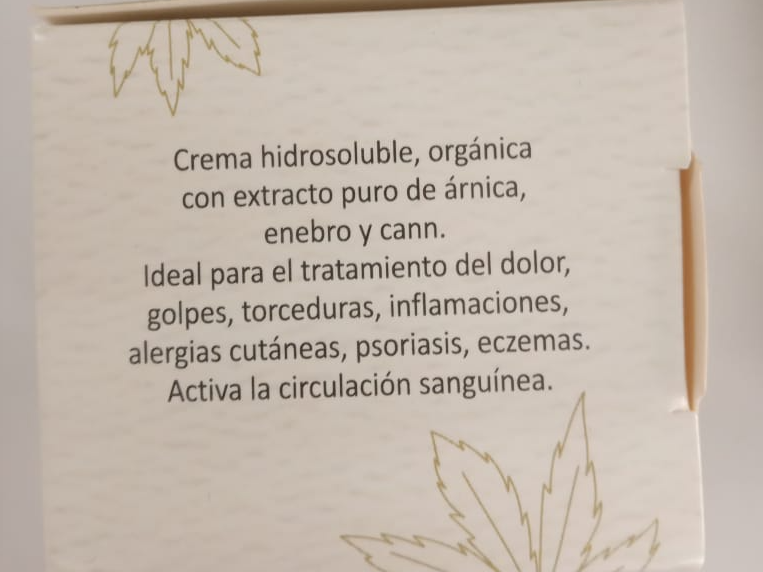 Crema hidrosoluble, orgánica
con extracto puro de árnica,
enebro y cann.
Ideal para el tratamiento del dolor,
golpes, torceduras, inflamaciones,
alergias cutáneas, psoriasis, eczemas.
Activa la circulación sanguínea.